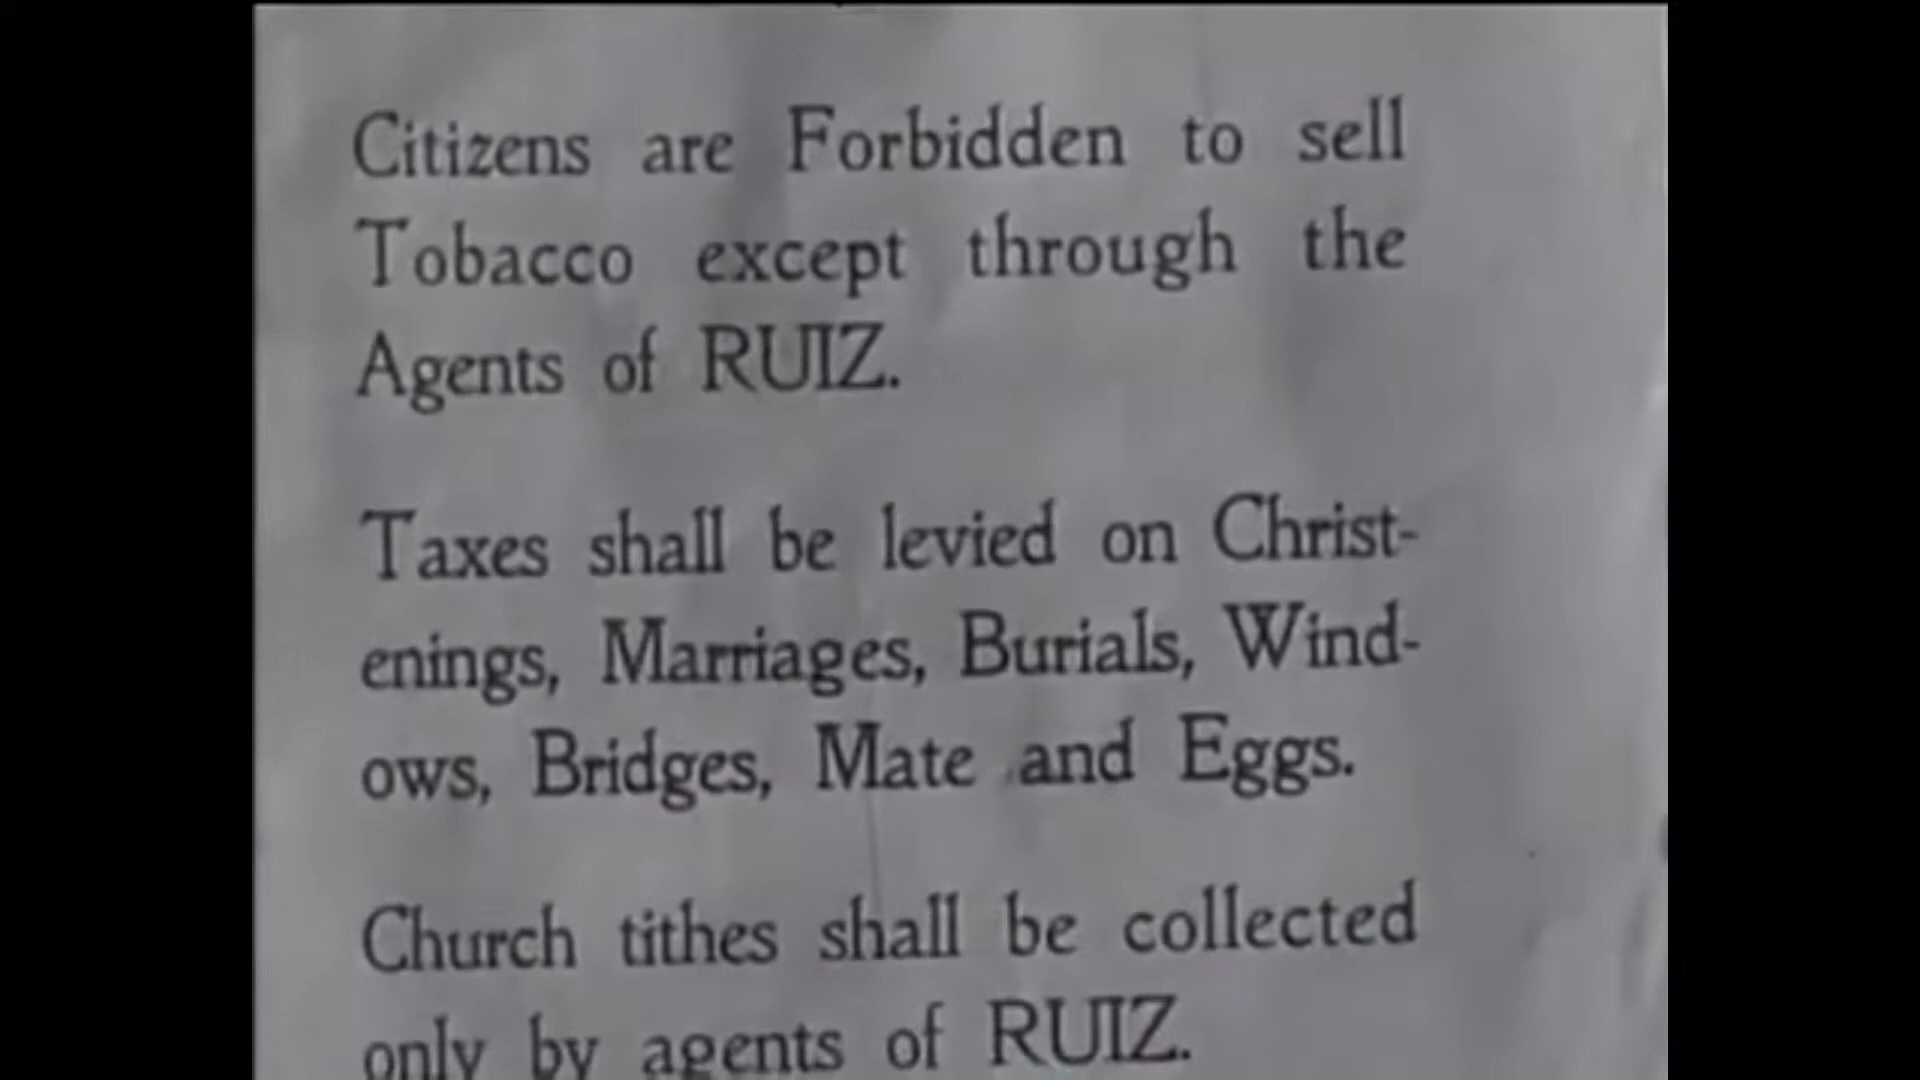 Citizens are Forbidden to sell
Tobacco except through the
Agents of RUIZ.
Taxes shall be levied on Christ-
enings, Marriages, Burials, Wind-
ows, Bridges, Mate and Eggs.
Church tithes shall be collected
only by agents of RUIZ.